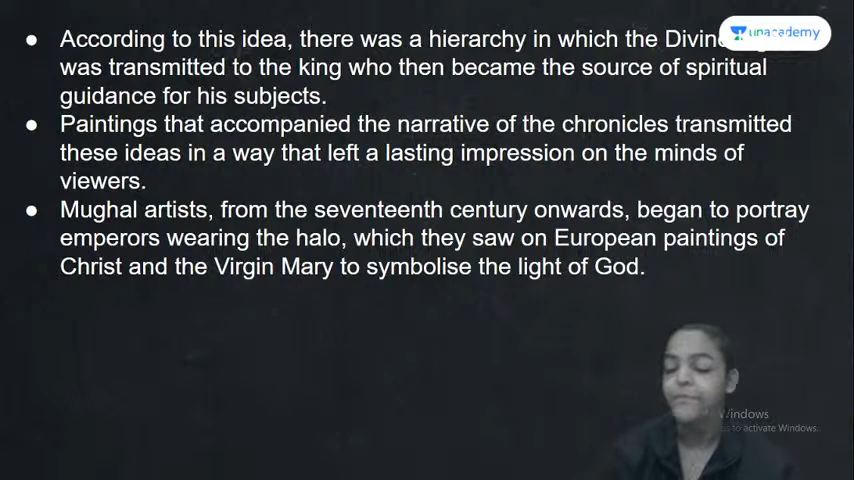 According to this idea, there was a hierarchy in which the Divine
was transmitted to the king who then became the source of spiritual
guidance for his subjects.
Paintings that accompanied the narrative of the chronicles transmitted
these ideas in a way that left a lasting impression on the minds of
viewers.
Mughal artists, from the seventeenth century onwards, began to portray
emperors wearing the halo, which they saw on European paintings of
Christ and the Virgin Mary to symbolise the light of God.
unacademy
Windows
to activate Windows.